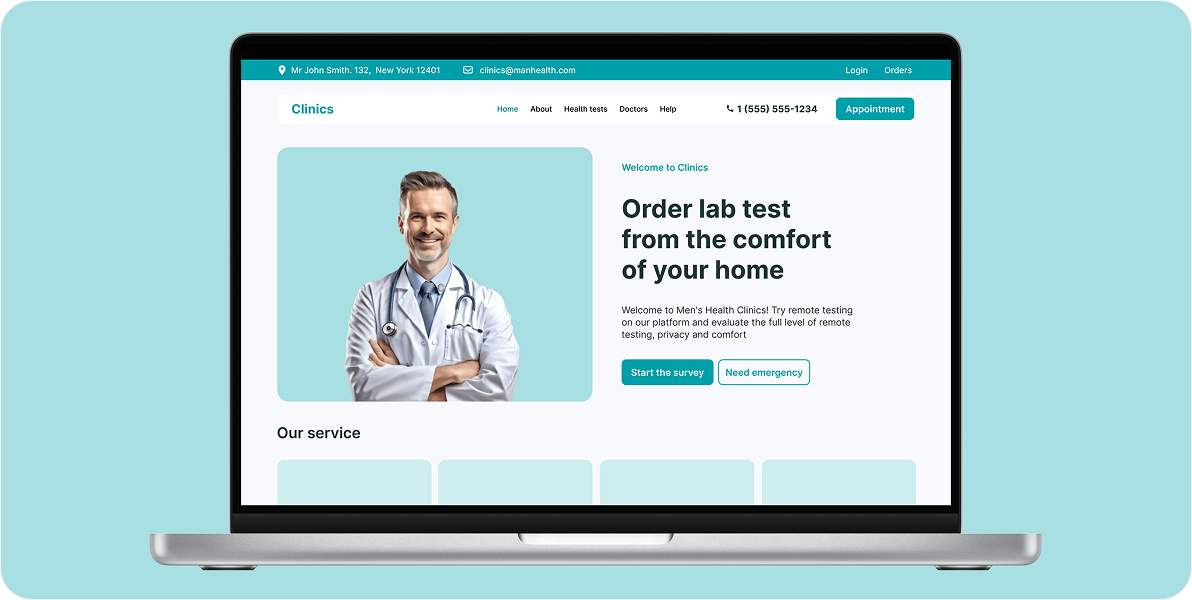 Mr John Smith. 132, New York 12401
clinics@manhealth.com
Login
Orders
Clinics
Home
About
Health tests
Doctors
Help
1 (555) 555-1234
Appointment
Welcome to Clinics
Order lab test
from the comfort
of your home
Welcome to Men's Health Clinics! Try remote testing
on our platform and evaluate the full level of remote
testing, privacy and comfort
Start the survey
Need emergency
Our service